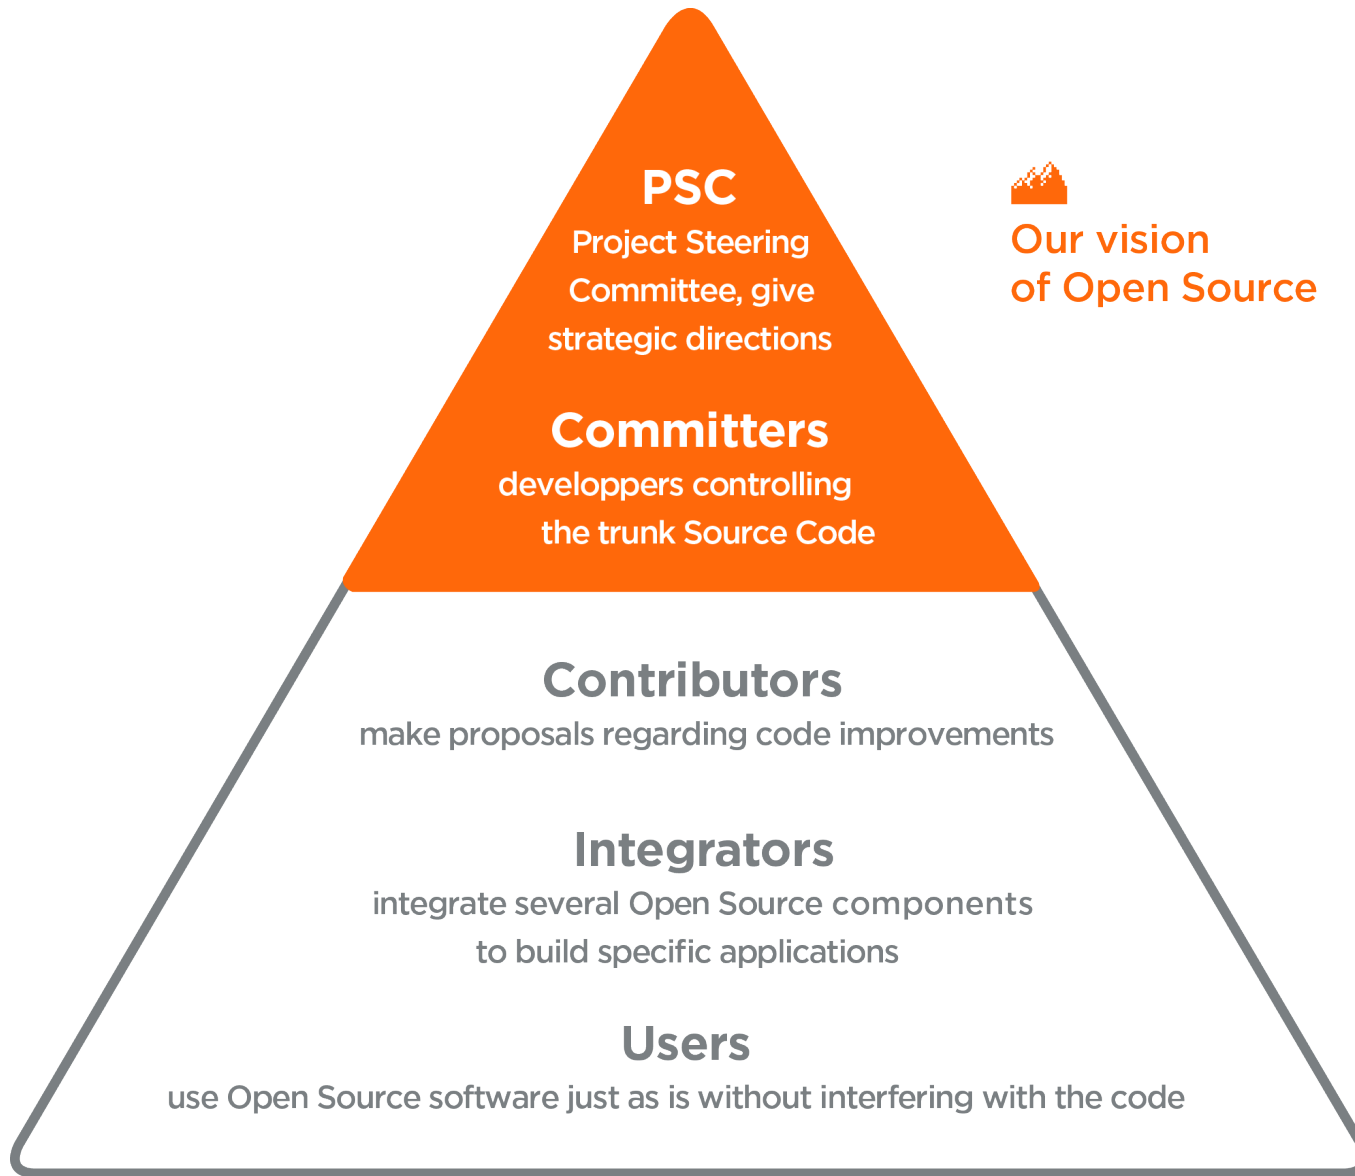 PSC
Project Steering
Committee, give
strategic directions
Our vision
of Open Source
Committers
developpers controlling
the trunk Source Code
Contributors
make proposals regarding code improvements
Integrators
integrate several Open Source components
to build specific applications
Users
use Open Source software just as is without interfering with the code